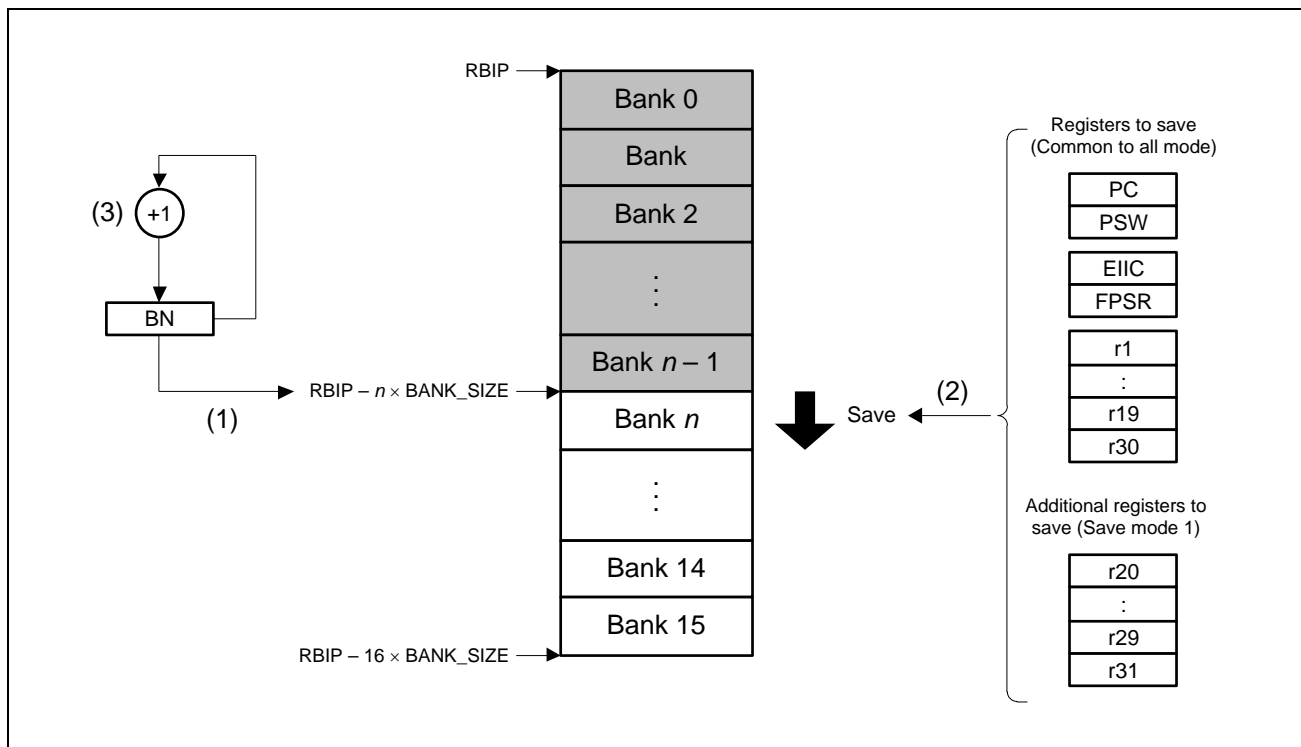 RBIP
Bank 0
Bank
Bank 2
⋮
Bank n – 1
RBIP – n × BANK_SIZE
Bank n
⋮
Bank 14
Bank 15
RBIP – 16 × BANK_SIZE
(3)
+1
BN
(1)
Save
(2)
Registers to save
(Common to all mode)
PC
PSW
EIIC
FPSR
r1
:
r19
r30
Additional registers to
save (Save mode 1)
r20
:
r29
r31